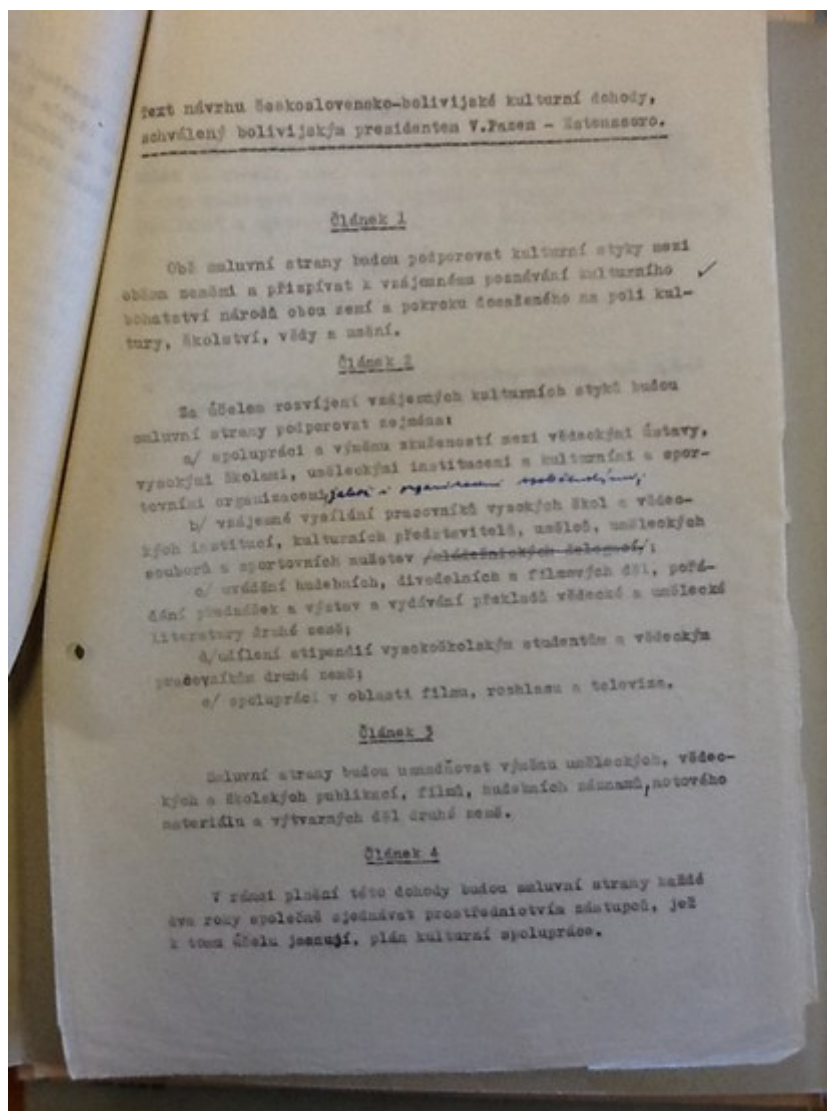 Text návrhu československo-bolivijské kulturní dohody,
schválený bolivijským presidentem V.Pazem - Estenssoro.
Článek 1
Obě smluvní strany budou podporovat kulturní styky mezi
oběma zeměmi a přispívat k vzájemnému poznávání kulturního
bohatství národů obou zemí a pokroku dosaženého na poli kul-
tury, školství, vědy a umění.
Článek 2
Za účelem rozvíjení vzájemných kulturních styků budou
smluvní strany podporovat zejména:
a/ spolupráci a výměnu zkušeností mezi vědeckými ústavy,
vysokými školami, uměleckými institucemi a kulturními a spor-
tovními organizacemi, jakož i organizacemi
b/ vzájemné vysílání pracovníků vysokých škol a vědec-
kých institucí, kulturních představitelů, umělců, uměleckých
souborů a sportovních mužstev /mládežnických delegací/;
c/ uvádění hudebních, divadelních a filmových děl, pořá-
dání přednášek a výstav a vydávání překladů vědecké a umělecké
literatury druhé země;
d/udílení stipendií vysokoškolským studentům a vědeckým
pracovníkům druhé země;
e/ spolupráci v oblasti filmu, rozhlasu a televize.
Článek 3
Smluvní strany budou usnadňovat výměnu uměleckých, vědec-
kých a školských publikací, filmů, hudebních záznamů, notového
materiálu a výtvarných děl druhé země.
Článek 4
V rámci plnění této dohody budou smluvní strany každé
dva roky společně sjednávat prostřednictvím zástupců, jež
k tomu účelu jmenují, plán kulturní spolupráce.